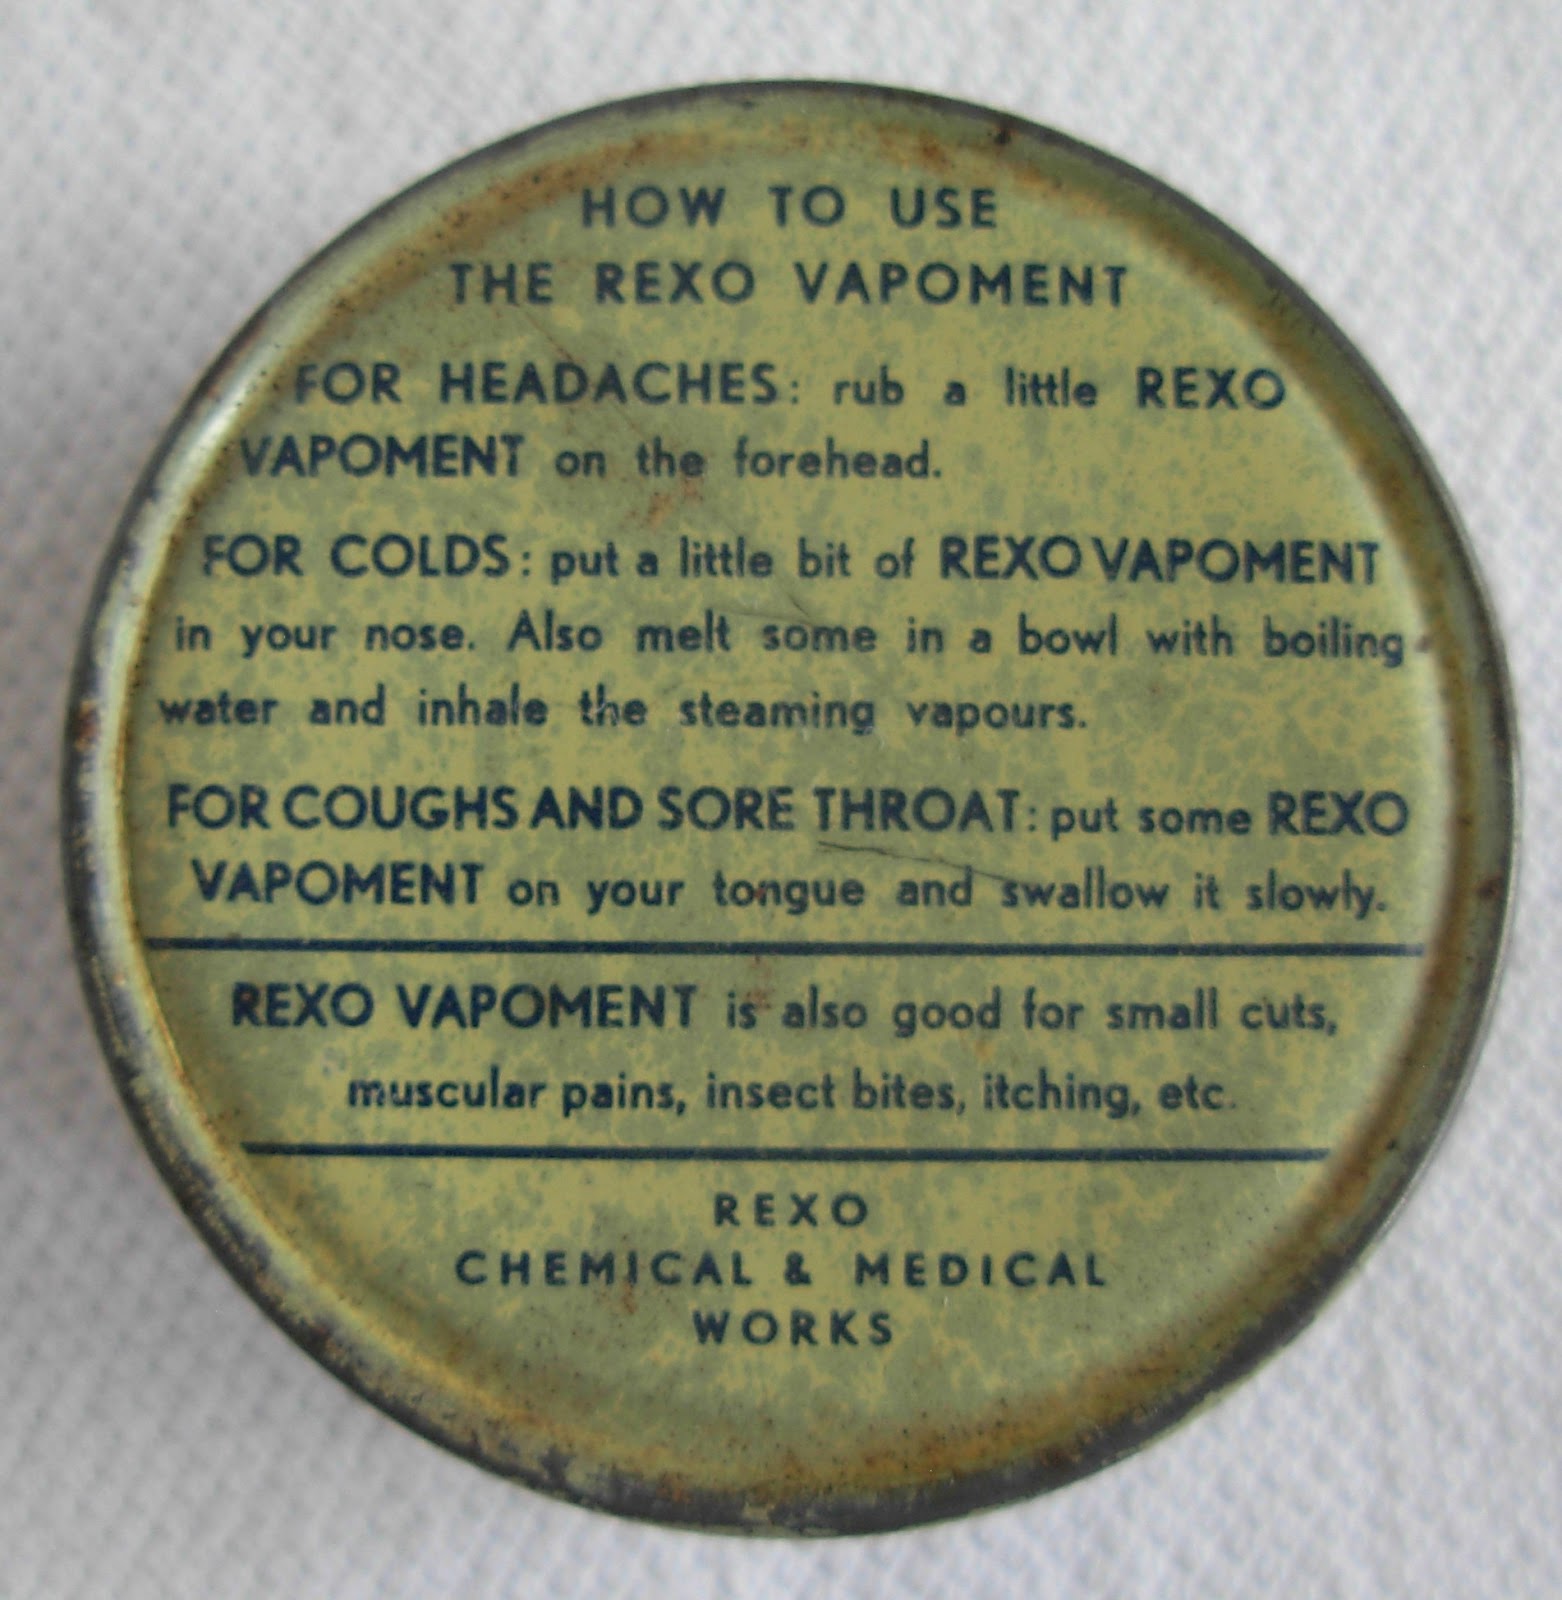 HOW TO USE
THE REXO VAPOMENT
FOR HEADACHES: rub a little REXO
VAPOMENT on the forehead.
FOR COLDS: put a little bit of REXO VAPOMENT
in your nose. Also melt some in a bowl with boiling
water and inhale the steaming vapours.
FOR COUGHS AND SORE THROAT: put some REXO
VAPOMENT on your tongue and swallow it slowly.
REXO VAPOMENT is also good for small cuts,
muscular pains, insect bites, itching, etc.
REXO
CHEMICAL & MEDICAL
WORKS